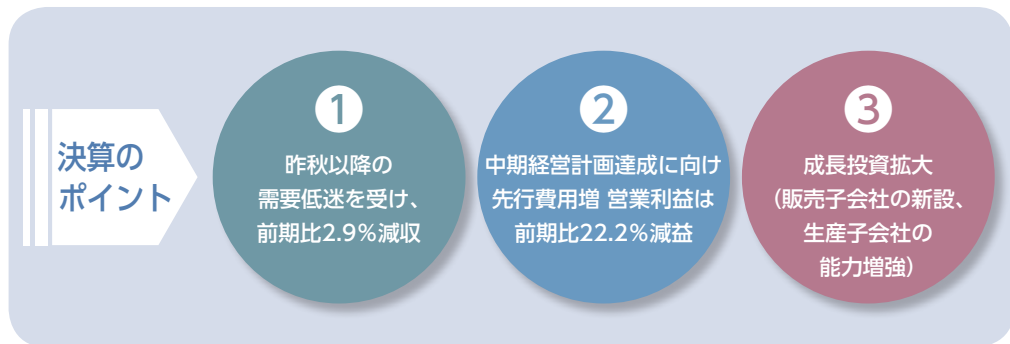 決算の
ポイント
1
昨秋以降の
需要低迷を受け、
前期比2.9%減収
2
中期経営計画達成に向け
先行費用増 営業利益は
前期比22.2%減益
3
成長投資拡大
（販売子会社の新設、
生産子会社の
能力増強）